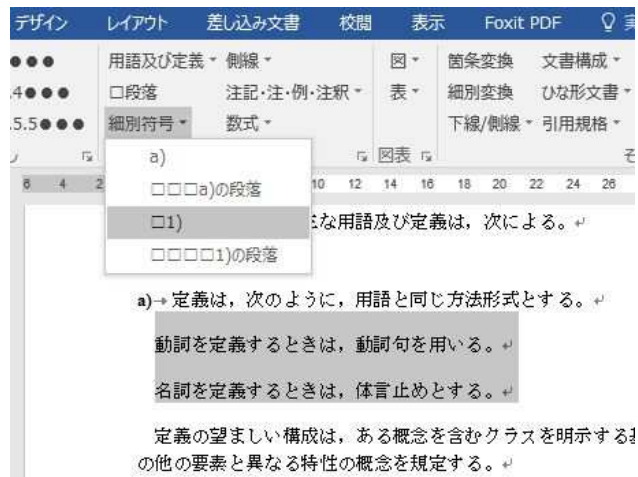 デザイン レイアウト 差し込み文書 校閲 表示 Foxit PDF
●●● 用語及び定義 側線 図 箇条変換 文書構成
.4●●● □段落 注記・注・例・注釈 表 細別変換 ひな形文書
.5.5●●● 細別符号 数式 下線/側線 引用規格
図表 そ
a)
□□□a)の段落
□1)
□□□□1)の段落
6 4 2 10 12 14 16 18 20 22 24 26
な用語及び定義は，次による。↵
a)→定義は，次のように，用語と同じ方法形式とする。↵
動詞を定義するときは，動詞句を用いる。↵
名詞を定義するときは，体言止めとする。↵
定義の望ましい構成は，ある概念を含むクラスを明示する
の他の要素と異なる特性の概念を規定する。↵